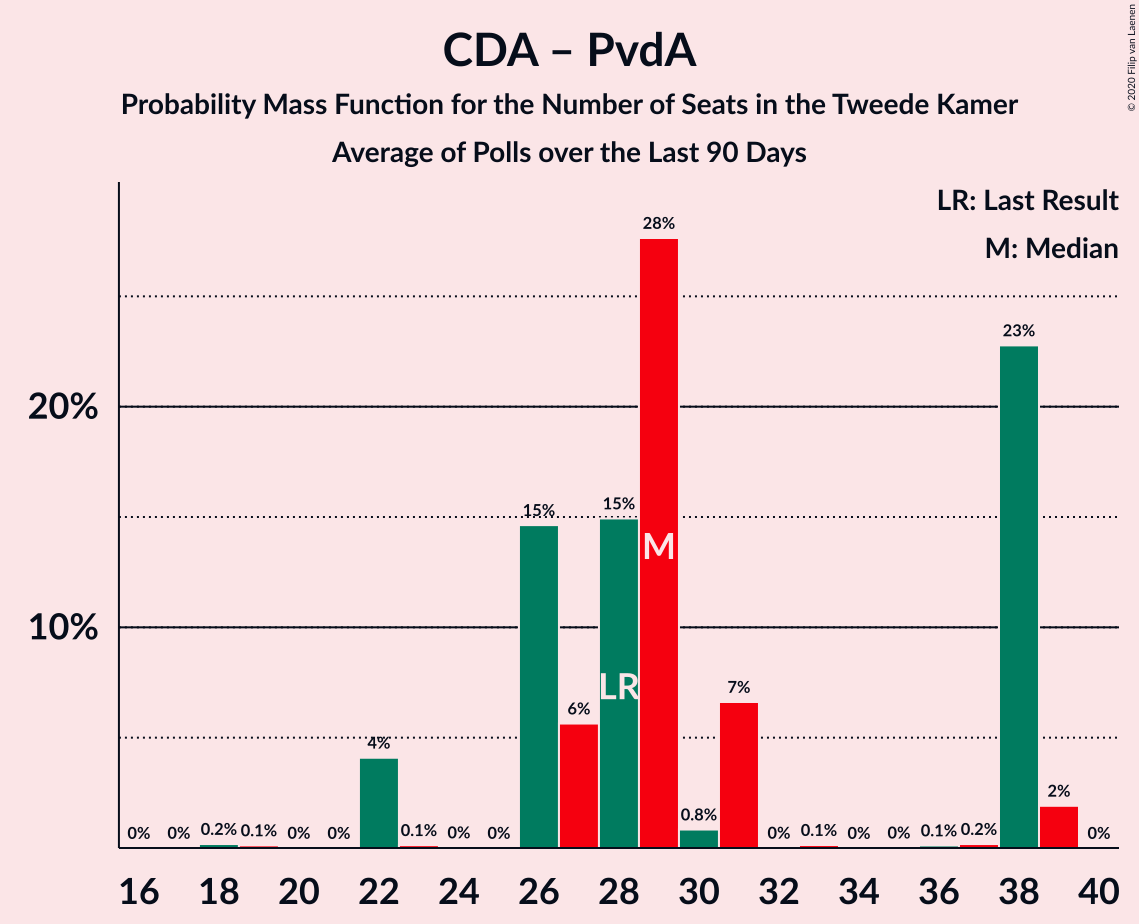 CDA – PvdA
Probability Mass Function for the Number of Seats in the Tweede Kamer
Average of Polls over the Last 90 Days
© 2020 Filip van Laenen
LR: Last Result
M: Median
20%
10%
0% 0% 0.2% 0.1% 0% 0% 4% 0.1% 0% 0% 15% 6% 15% 28% 0.8% 7% 0% 0.1% 0% 0% 0.1% 0.2% 23% 2% 0%
M
LR
16 18 20 22 24 26 28 30 32 34 36 38 40